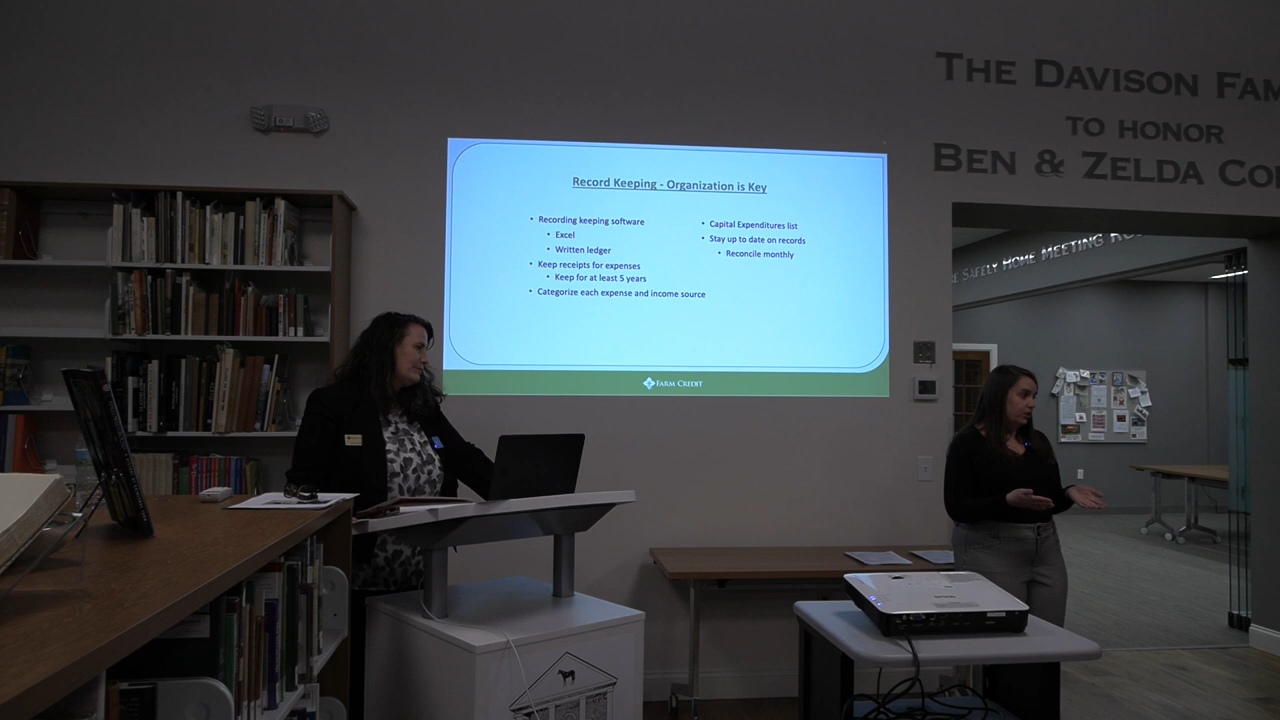 THE DAVISON FAM
TO HONOR
BEN & ZELDA CO
Record Keeping - Organization is Key
• Recording keeping software
• Excel
• Written ledger
• Keep receipts for expenses
• Keep for at least 5 years
• Categorize each expense and income source
• Capital Expenditures list
• Stay up to date on records
• Reconcile monthly
FARM CREDIT
SAFELY HOME MEETING